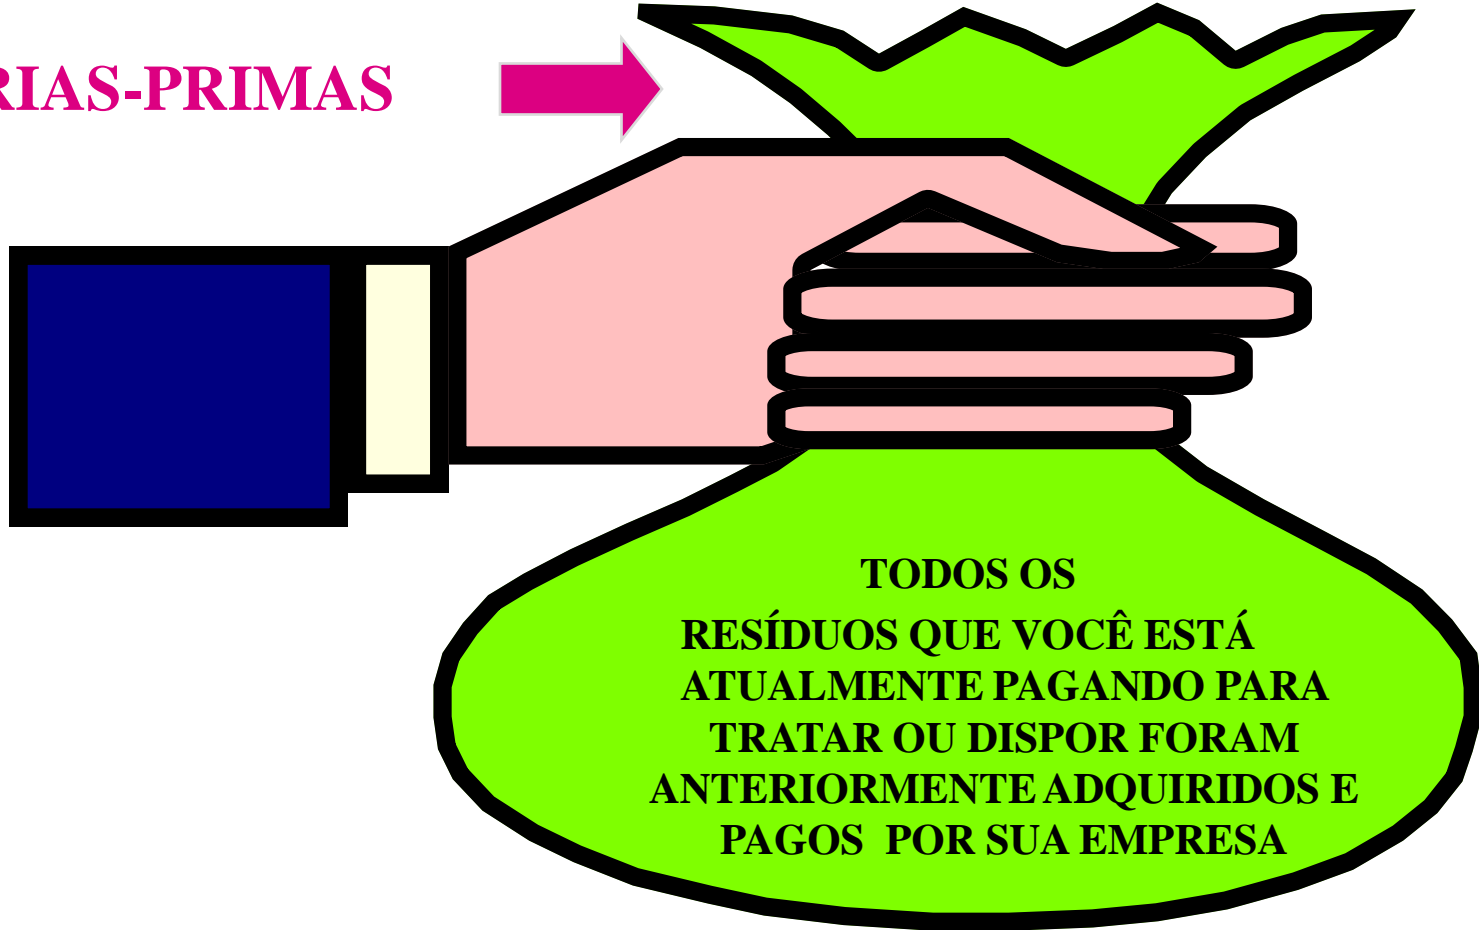 RIAS-PRIMAS
TODOS OS
RESÍDUOS QUE VOCÊ ESTÁ
ATUALMENTE PAGANDO PARA
TRATAR OU DISPOR FORAM
ANTERIORMENTE ADQUIRIDOS E
PAGOS POR SUA EMPRESA